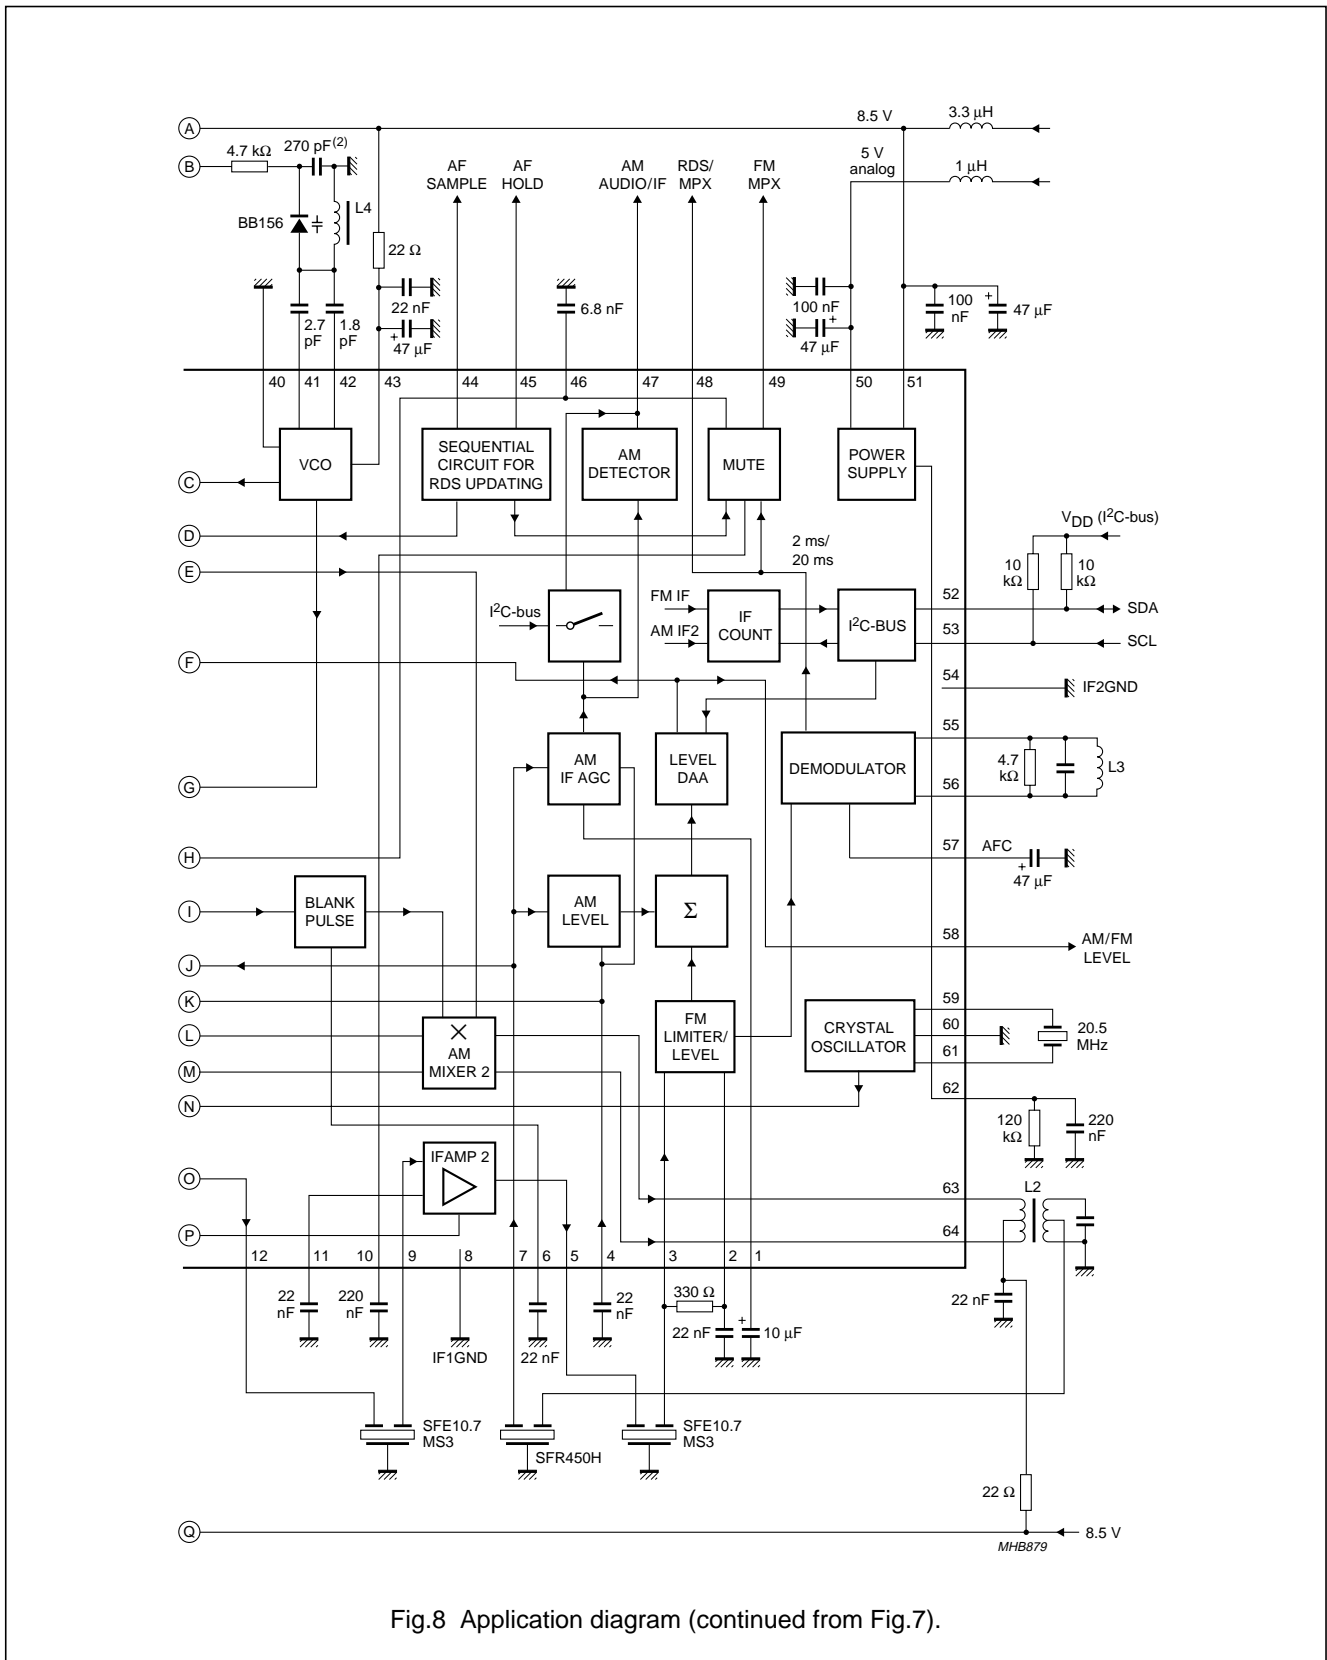 A
8.5 V
3.3 μH
B
4.7 kΩ
270 pF(2)
5 V
analog
1 μH
AF
SAMPLE
AF
HOLD
AM
AUDIO/IF
RDS/
MPX
FM
MPX
BB156
L4
22 Ω
22 nF
47 μF
+
2.7
pF
1.8
pF
6.8 nF
100 nF
+
47 μF
100
nF
+
47 μF
40
41
42
43
44
45
46
47
48
49
50
51
VCO
SEQUENTIAL
CIRCUIT FOR
RDS UPDATING
AM
DETECTOR
MUTE
POWER
SUPPLY
C
D
E
2 ms/
20 ms
VDD (I2C-bus)
10
kΩ
10
kΩ
I2C-bus
FM IF
AM IF2
IF
COUNT
I2C-BUS
52
SDA
53
SCL
F
54
IF2GND
AM
IF AGC
LEVEL
DAA
DEMODULATOR
55
4.7
kΩ
L3
56
G
H
57
AFC
+
47 μF
I
BLANK
PULSE
AM
LEVEL
Σ
58
AM/FM
LEVEL
J
K
L
M
N
AM
MIXER 2
FM
LIMITER/
LEVEL
CRYSTAL
OSCILLATOR
59
60
61
20.5
MHz
62
120
kΩ
220
nF
O
P
IFAMP 2
63
64
L2
12
11
10
9
8
7
6
5
4
3
2
1
22
nF
220
nF
IF1GND
22 nF
22
nF
330 Ω
22 nF
+
10 μF
22 nF
SFE10.7
MS3
SFR450H
SFE10.7
MS3
22 Ω
Q
8.5 V
MHB879
Fig.8 Application diagram (continued from Fig.7).